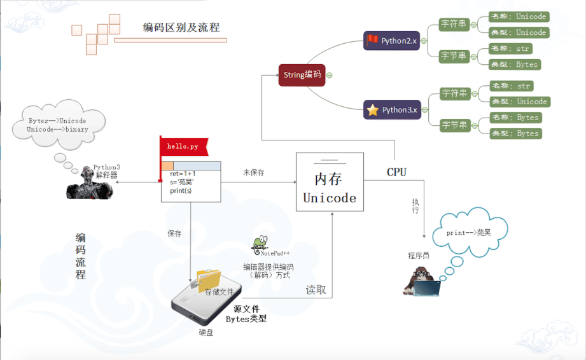 编码区别及流程
字符串
名称: Unicode
类型: Unicode
Python2.x
字节串
名称: str
类型: Bytes
String编码
字符串
名称: str
类型: Unicode
Python3.x
字节串
名称: Bytes
类型: Bytes
Bytes-->Unicode
Unicode-->binary
hello.py
Python3
解释器
ret=1+1
s='苑昊'
print(s)
未保存
内存
Unicode
CPU
执行
print-->苑昊
程序员
编码流程
保存
NotePad++
编辑器提供编码
(解码) 方式
存储文件
读取
源文件
Bytes类型
硬盘